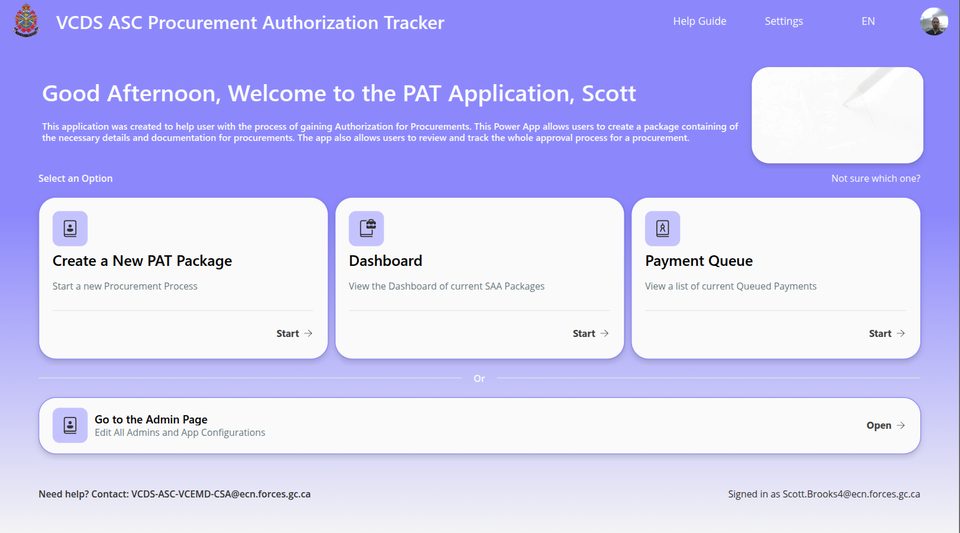 VCDS ASC Procurement Authorization Tracker
Help Guide
Settings
EN
Good Afternoon, Welcome to the PAT Application, Scott
This application was created to help user with the process of gaining Authorization for Procurements. This Power App allows users to create a package containing of
the necessary details and documentation for procurements. The app also allows users to review and track the whole approval process for a procurement.
Select an Option
Not sure which one?
Create a New PAT Package
Start a new Procurement Process
Start
Dashboard
View the Dashboard of current SAA Packages
Start
Payment Queue
View a list of current Queued Payments
Start
Or
Go to the Admin Page
Edit All Admins and App Configurations
Open
Need help? Contact: VCDS-ASC-VCEMD-CSA@ecn.forces.gc.ca
Signed in as Scott.Brooks4@ecn.forces.gc.ca